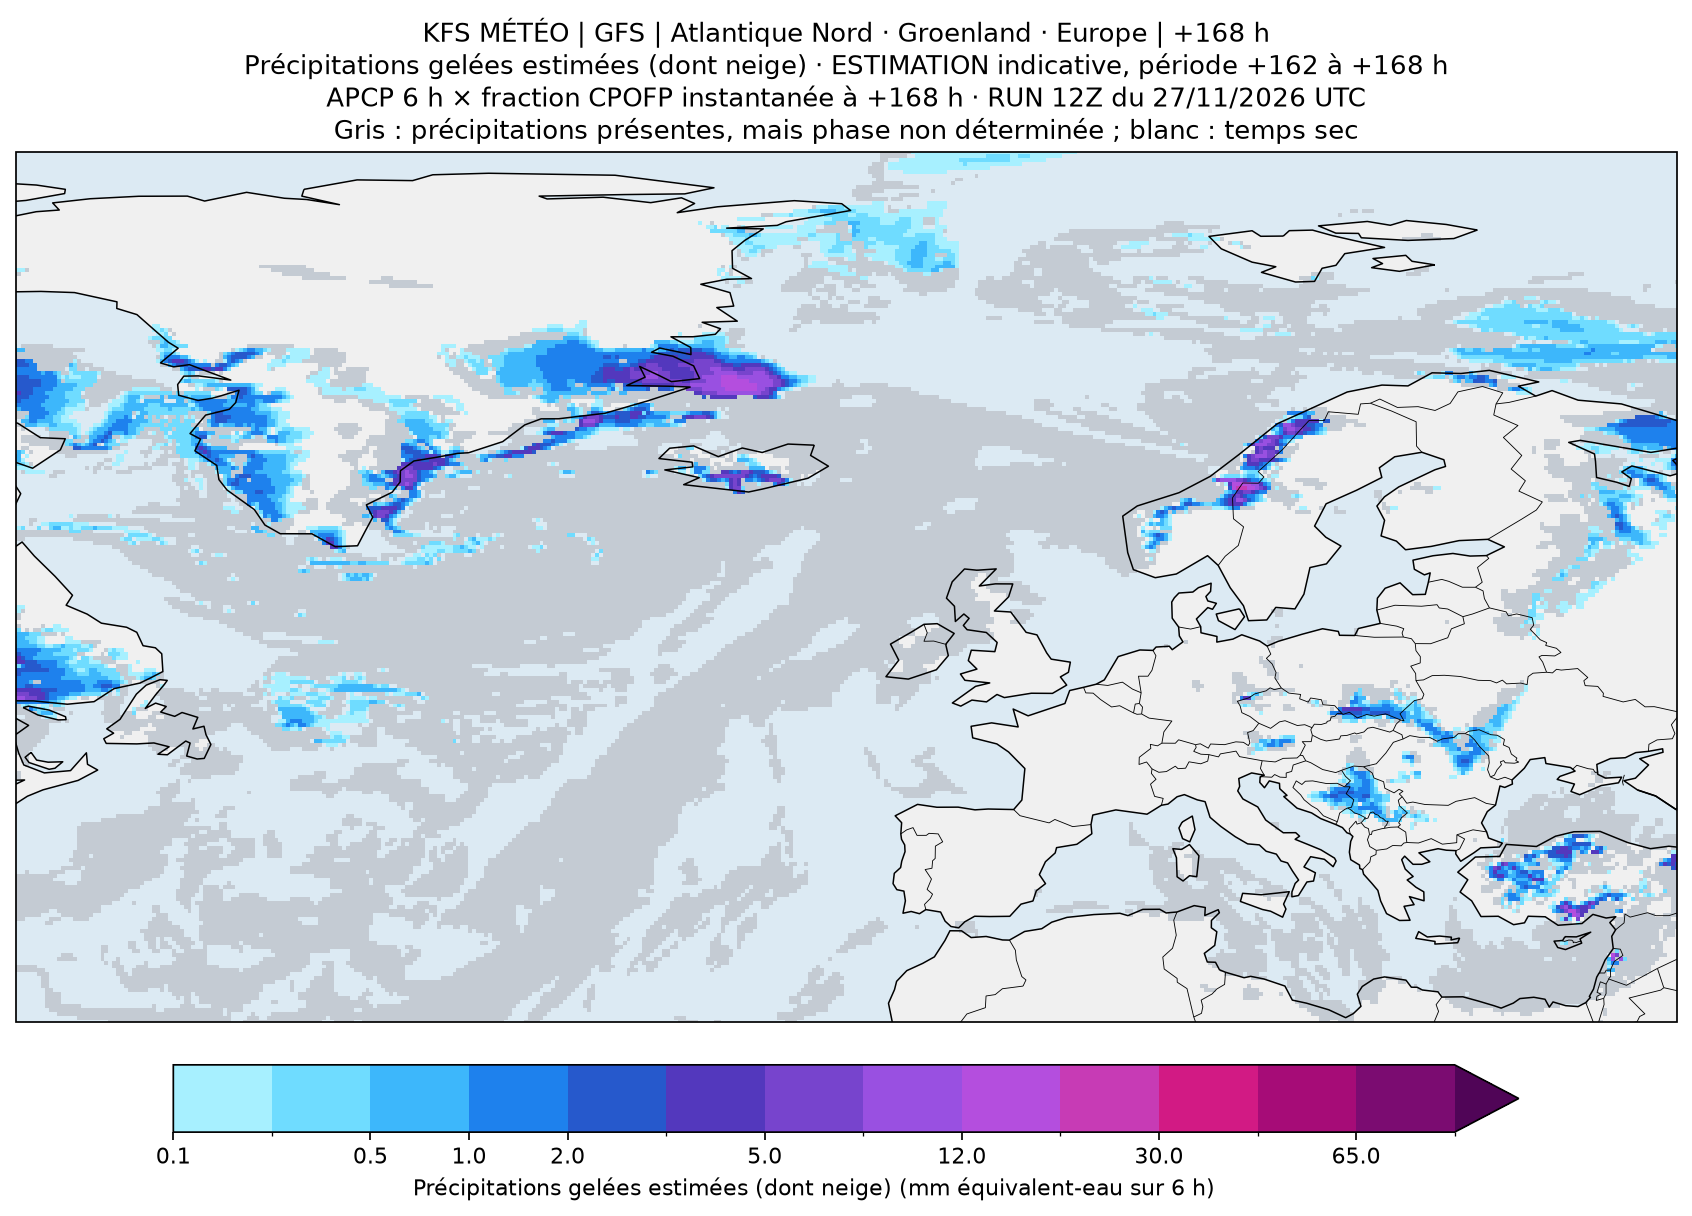 KFS MÉTÉO | GFS | Atlantique Nord · Groenland · Europe | +168 h
Précipitations gelées estimées (dont neige) · ESTIMATION indicative, période +162 à +168 h
APCP 6 h × fraction CPOFP instantanée à +168 h · RUN 12Z du 27/11/2026 UTC
Gris : précipitations présentes, mais phase non déterminée ; blanc : temps sec
0.1 0.5 1.0 2.0 5.0 12.0 30.0 65.0
Précipitations gelées estimées (dont neige) (mm équivalent-eau sur 6 h)